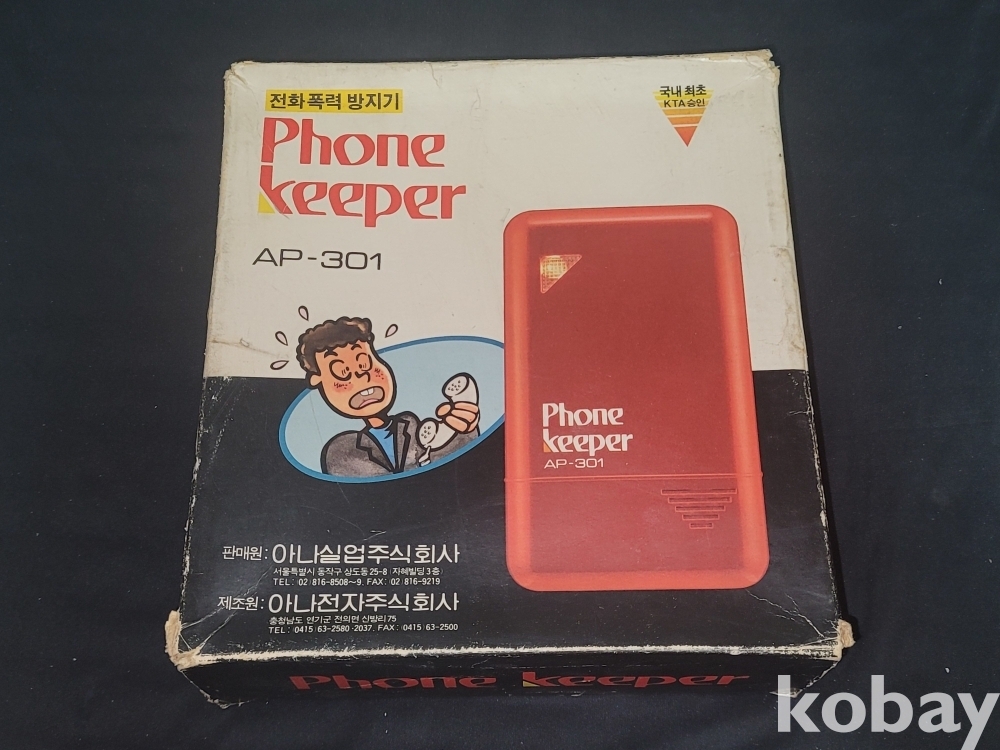 전화폭력 방지기
국내 최초
KTA승인
Phone
keeper
AP-301
Phone
keeper
AP-301
판매원: 아나실업주식회사
서울특별시 동작구 상도동 25-8 (지혜빌딩 3층)
TEL: (02) 816-8508~9. FAX: (02) 816-9219
제조원: 아나전자주식회사
충청남도 연기군 전의면 신방리 75
TEL: (0415) 63-2580·2037. FAX: (0415) 63-2500
Phone keeper
kobay